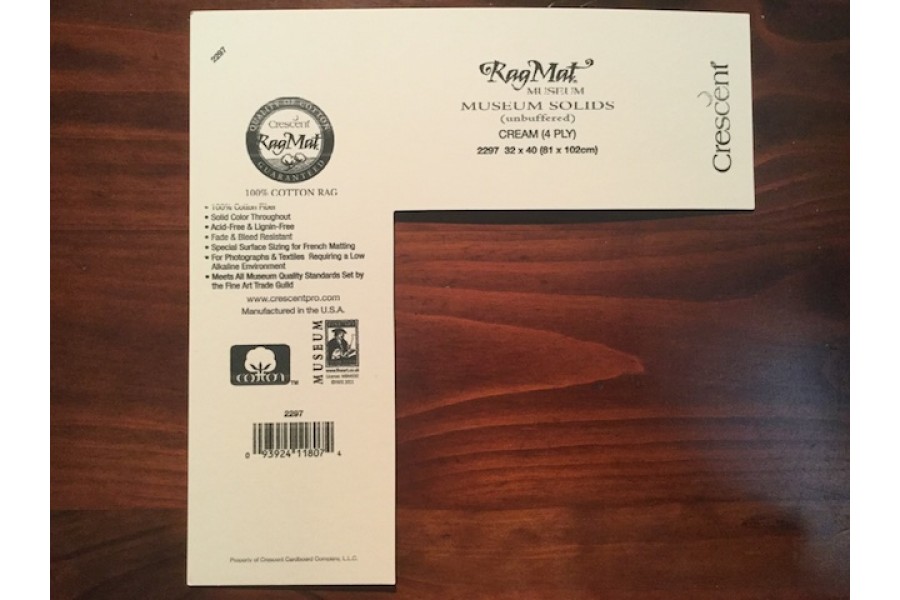 2297
RagMat
MUSEUM
MUSEUM SOLIDS
(unbuffered)
CREAM (4 PLY)
2297 32 x 40 (81 x 102cm)
Crescent
QUALITY OF COTTON
Crescent
RagMat
GUARANTEED
100% COTTON RAG
• 100% Cotton Fiber
• Solid Color Throughout
• Acid-Free & Lignin-Free
• Fade & Bleed Resistant
• Special Surface Sizing for French Matting
• For Photographs & Textiles Requiring a Low
Alkaline Environment
• Meets All Museum Quality Standards Set by
the Fine Art Trade Guild
www.crescentpro.com
Manufactured in the U.S.A.
COTTON
TM
MUSEUM
2297
0 93924 11807 4
Property of Crescent Cardboard Company, L.L.C.